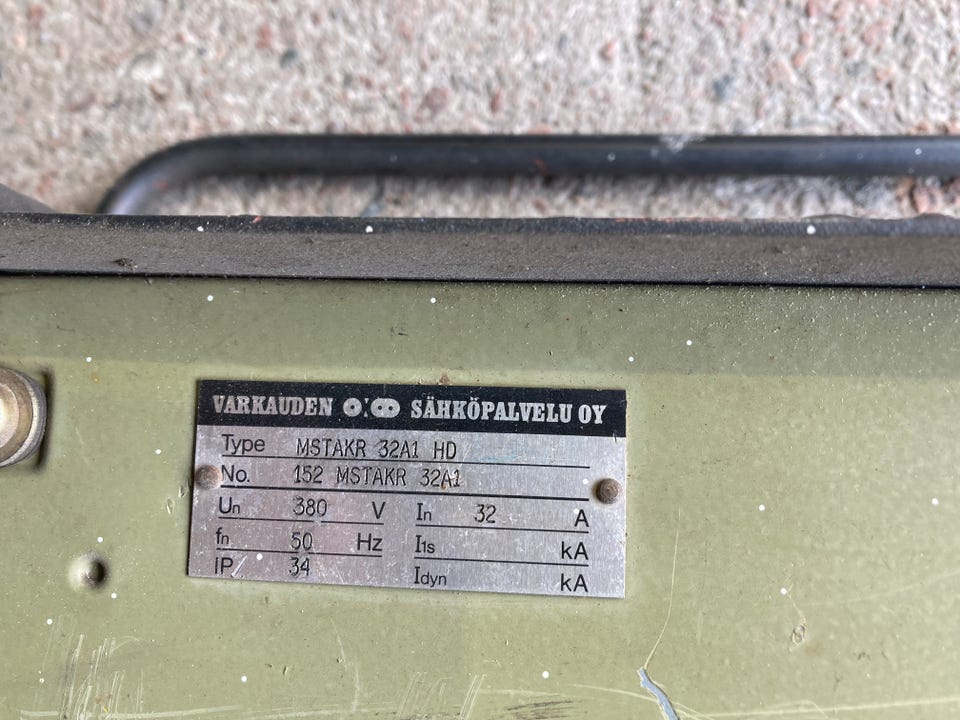 VARKAUDEN SÄHKÖPALVELU OY
Type MSTAKR 32A1 HD
No. 152 MSTAKR 32A1
Un 380 V In 32 A
fn 50 Hz I1s kA
IP 34 Idyn kA